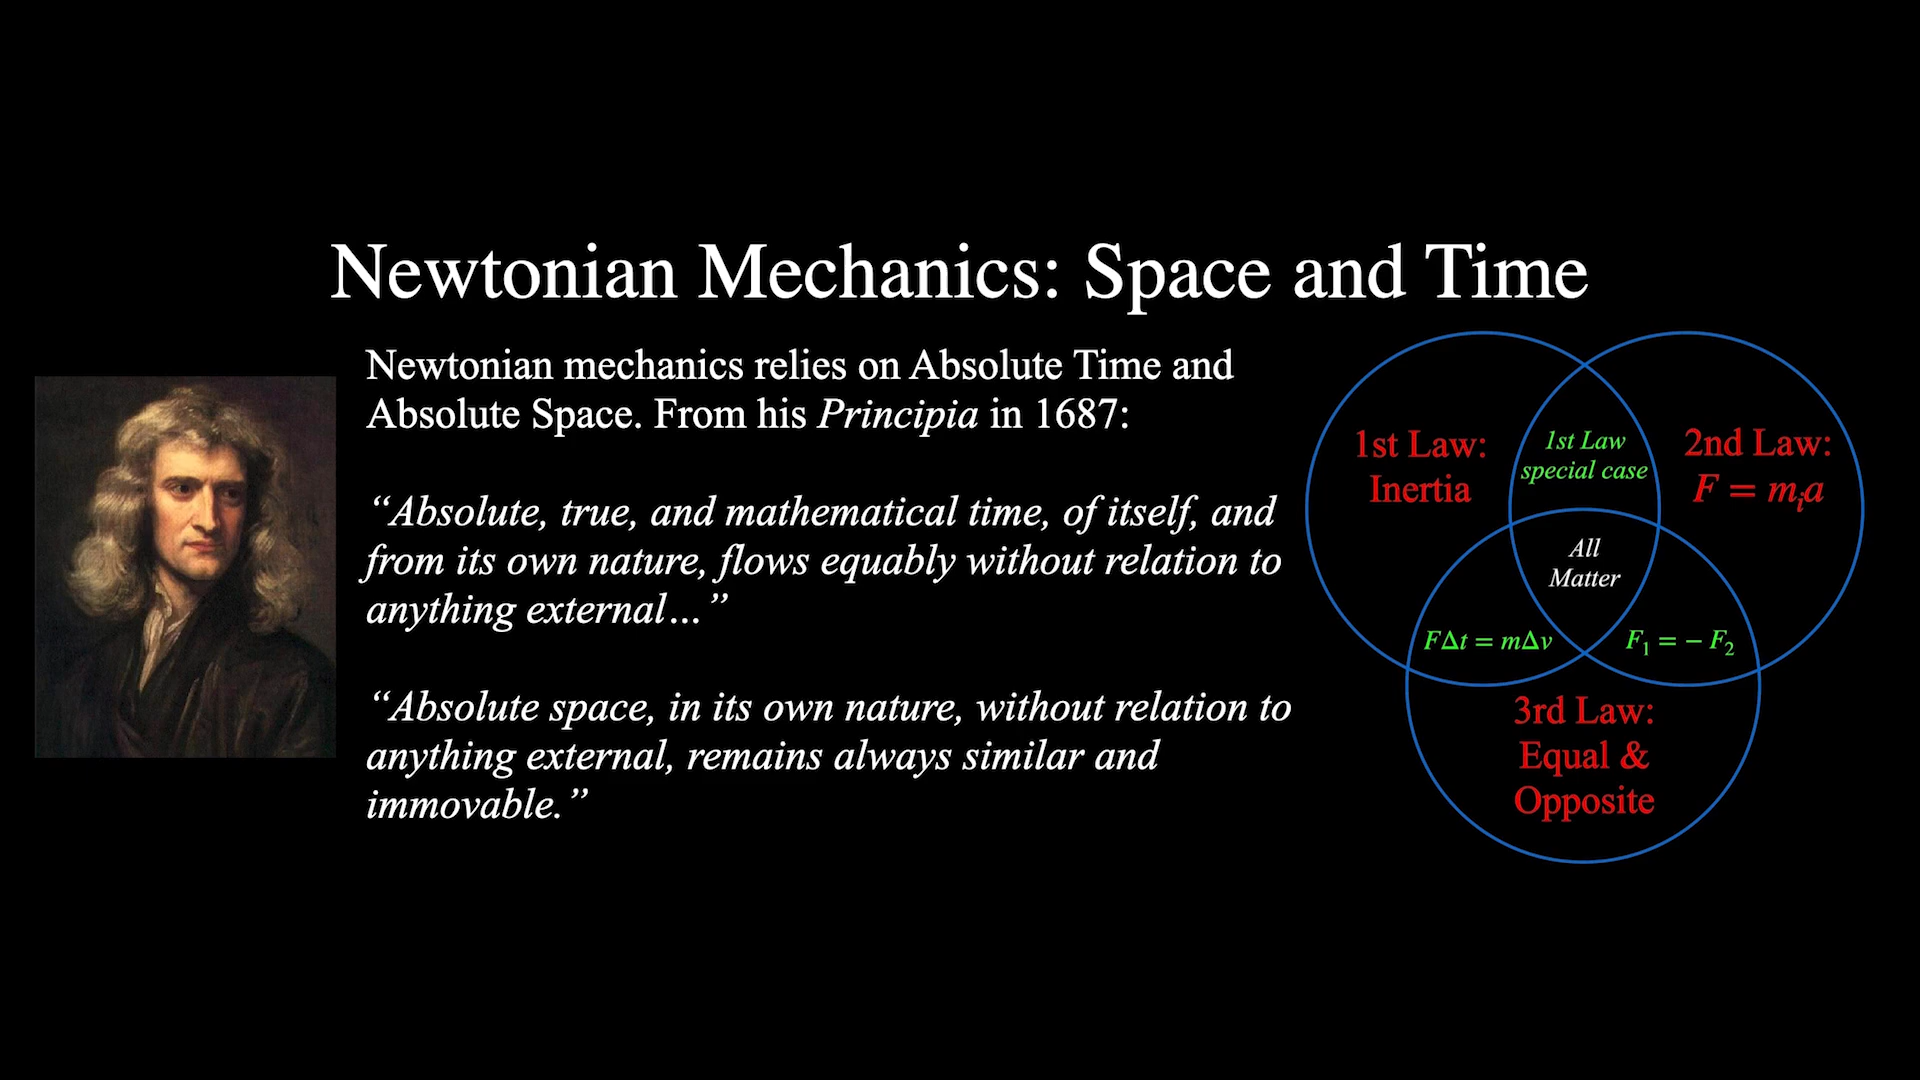 Newtonian Mechanics: Space and Time
Newtonian mechanics relies on Absolute Time and
Absolute Space. From his Principia in 1687:
“Absolute, true, and mathematical time, of itself, and
from its own nature, flows equably without relation to
anything external…”
“Absolute space, in its own nature, without relation to
anything external, remains always similar and
immovable.”
1st Law:
Inertia
1st Law
special case
2nd Law:
F = mᵢa
All
Matter
FΔt = mΔv
F₁ = − F₂
3rd Law:
Equal &
Opposite